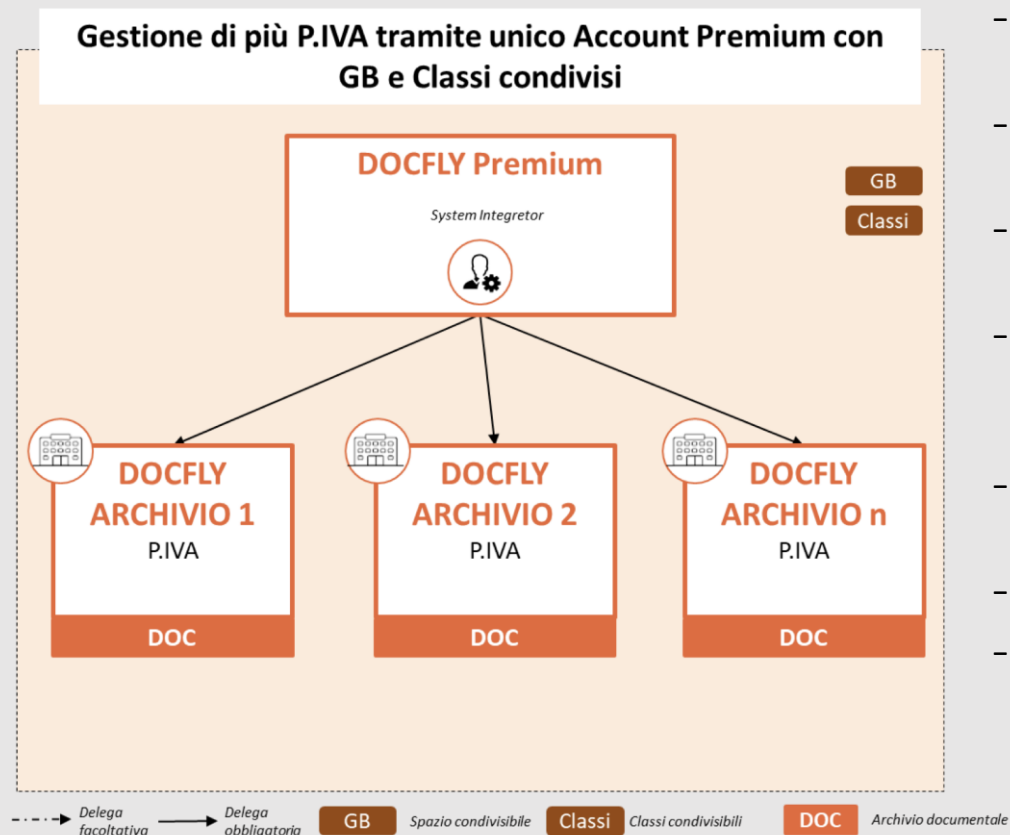 Gestione di più P.IVA tramite unico Account Premium con
GB e Classi condivisi
DOCFLY Premium
System Integretor
GB
Classi
DOCFLY
ARCHIVIO 1
P.IVA
DOC
DOCFLY
ARCHIVIO 2
P.IVA
DOC
DOCFLY
ARCHIVIO n
P.IVA
DOC
Delega
facoltativa
Delega
obbligatoria
GB
Spazio condivisibile
Classi
Classi condivisibili
DOC
Archivio documentale